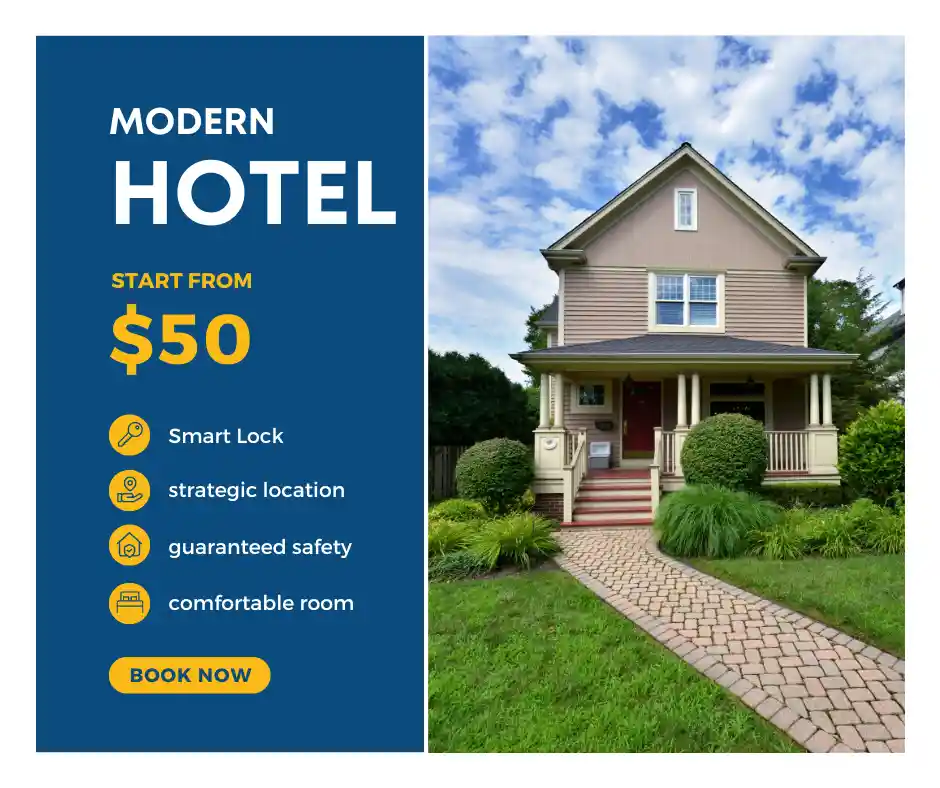 MODERN
HOTEL
START FROM
$50
Smart Lock
strategic location
guaranteed safety
comfortable room
BOOK NOW